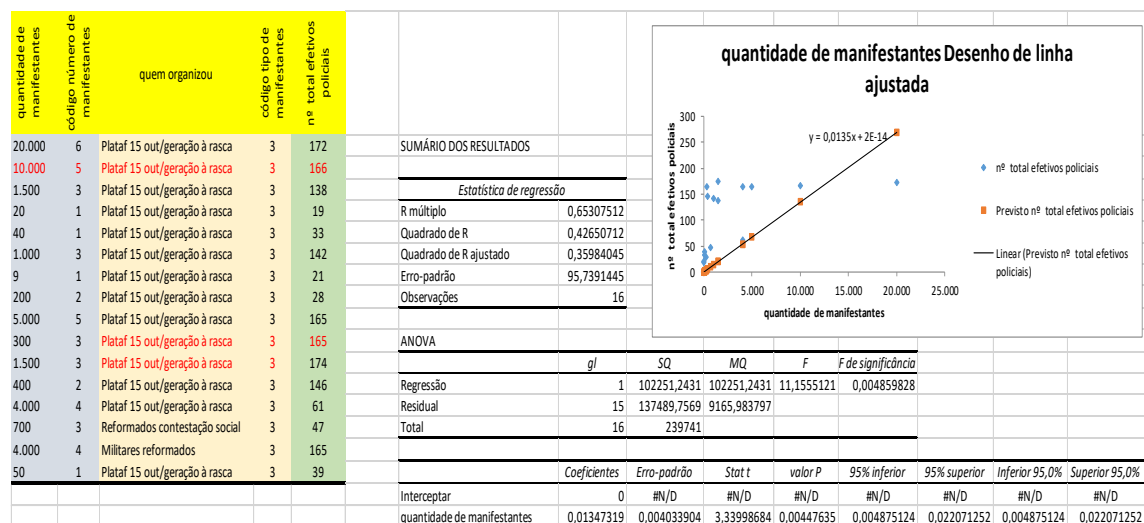 quantidade de manifestantes	código número de manifestantes	quem organizou	código tipo de manifestantes	nº total efetivos policiais
20.000	6	Plataf 15 out/geração à rasca	3	172
10.000	5	Plataf 15 out/geração à rasca	3	166
1.500	3	Plataf 15 out/geração à rasca	3	138
20	1	Plataf 15 out/geração à rasca	3	19
40	1	Plataf 15 out/geração à rasca	3	33
1.000	3	Plataf 15 out/geração à rasca	3	142
9	1	Plataf 15 out/geração à rasca	3	21
200	2	Plataf 15 out/geração à rasca	3	28
5.000	5	Plataf 15 out/geração à rasca	3	165
300	3	Plataf 15 out/geração à rasca	3	165
1.500	3	Plataf 15 out/geração à rasca	3	174
400	2	Plataf 15 out/geração à rasca	3	146
4.000	4	Plataf 15 out/geração à rasca	3	61
700	3	Reformados contestação social	3	47
4.000	4	Militares reformados	3	165
50	1	Plataf 15 out/geração à rasca	3	39
SUMÁRIO DOS RESULTADOS
Estatística de regressão
R múltiplo	0,65307512
Quadrado de R	0,42650712
Quadrado de R ajustado	0,35984045
Erro-padrão	95,7391445
Observações	16
quantidade de manifestantes Desenho de linha
ajustada
y = 0,0135x + 2E-14
nº total efetivos policiais
300
250
200
150
100
50
0
0	5.000	10.000	15.000	20.000	25.000
quantidade de manifestantes
nº total efetivos policiais
Previsto nº total efetivos policiais
Linear (Previsto nº total efetivos
policiais)
ANOVA
gl	SQ	MQ	F	F de significância
Regressão	1	102251,2431	102251,2431	11,1555121	0,004859828
Residual	15	137489,7569	9165,983797
Total	16	239741
Coeficientes	Erro-padrão	Stat t	valor P	95% inferior	95% superior	Inferior 95,0%	Superior 95,0%
Interceptar	0	#N/D	#N/D	#N/D	#N/D	#N/D	#N/D	#N/D
quantidade de manifestantes	0,01347319	0,004033904	3,33998684	0,00447635	0,004875124	0,022071252	0,004875124	0,022071252